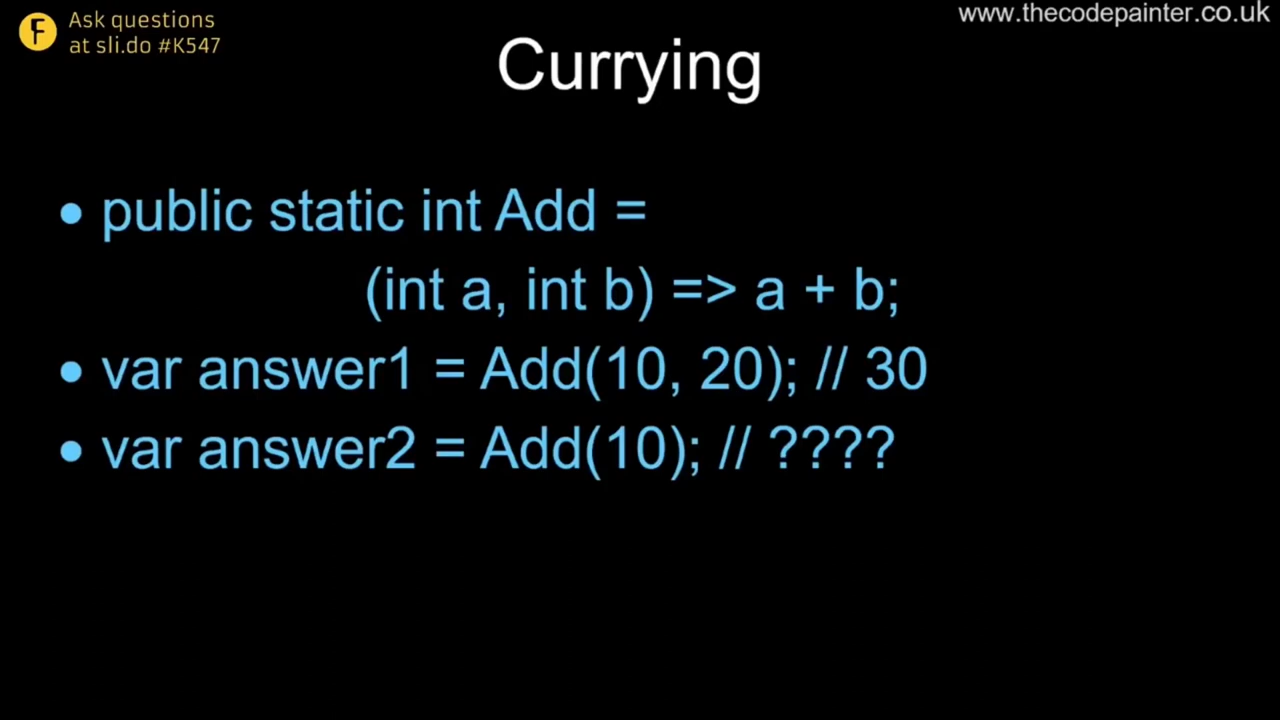 Ask questions
at sli.do #K547
www.thecodepainter.co.uk
Currying
• public static int Add =
(int a, int b) => a + b;
• var answer1 = Add(10, 20); // 30
• var answer2 = Add(10); // ????